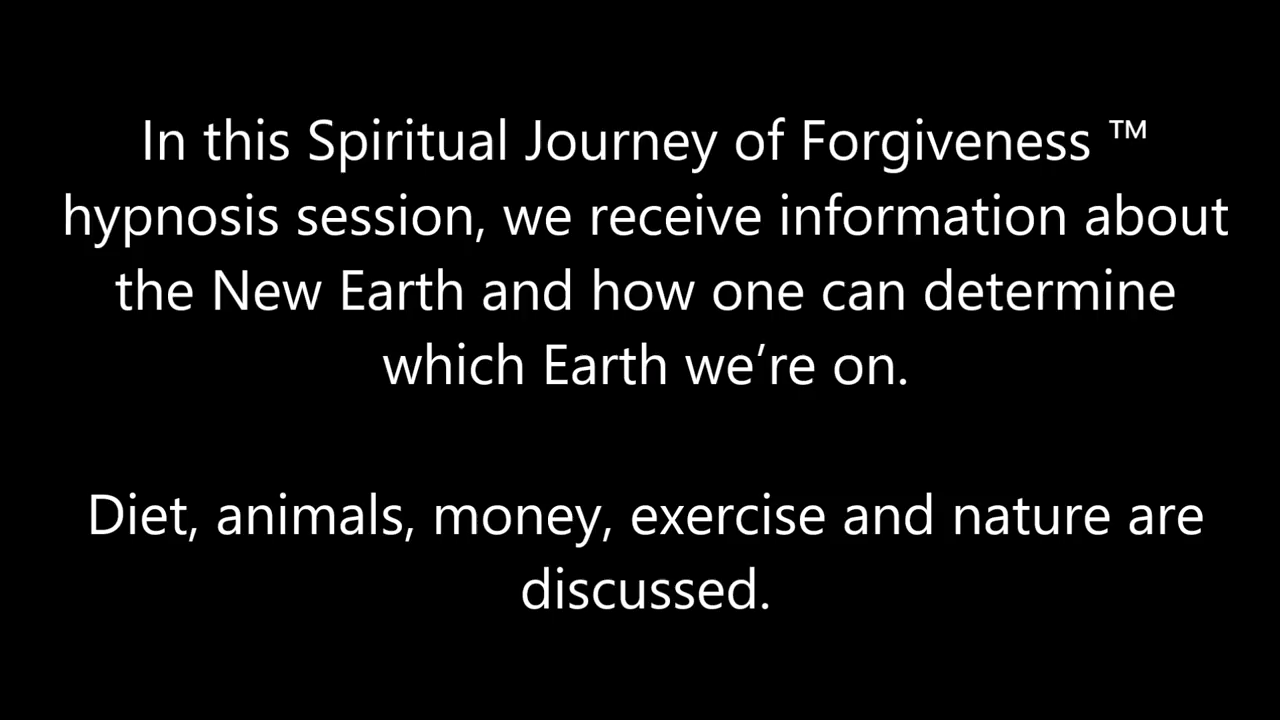 In this Spiritual Journey of Forgiveness ™
hypnosis session, we receive information about
the New Earth and how one can determine
which Earth we’re on.
Diet, animals, money, exercise and nature are
discussed.